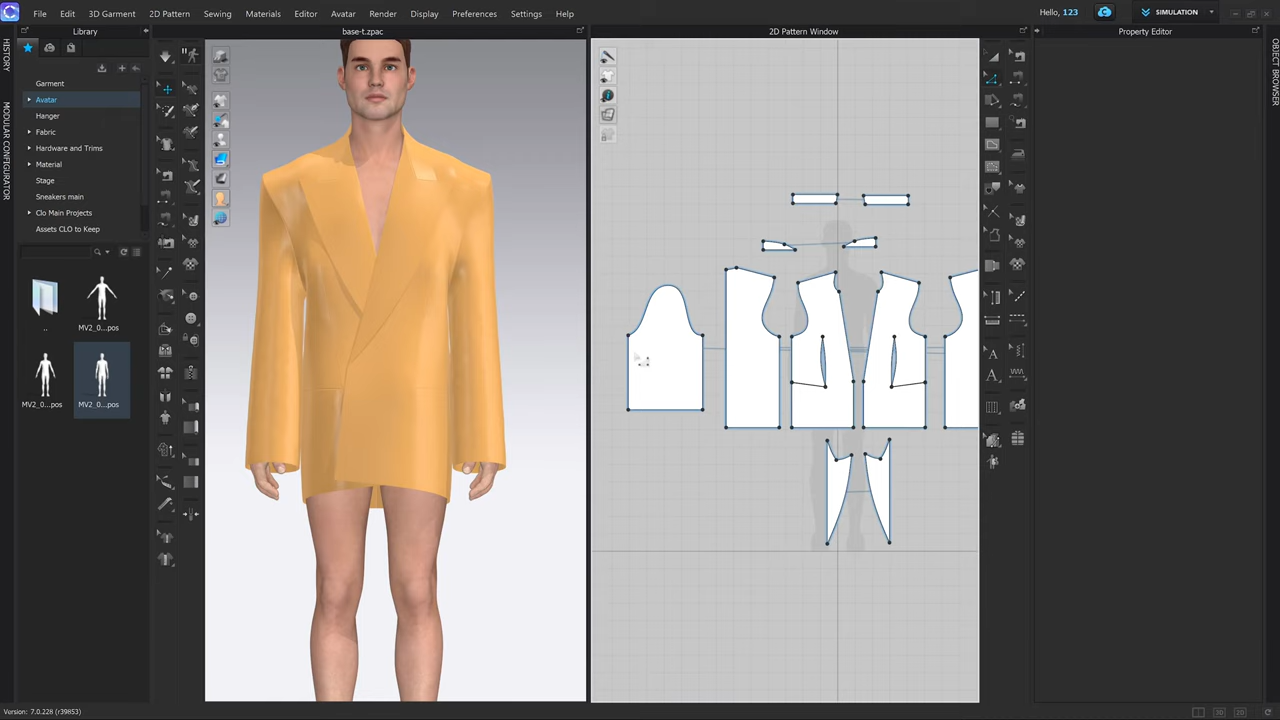 File Edit 3D Garment 2D Pattern Sewing Materials Editor Avatar Render Display Preferences Settings Help
Hello, 123
SIMULATION
Library
base-t.zpac
2D Pattern Window
Property Editor
HISTORY
MODULAR CONFIGURATOR
OBJECT BROWSER
Garment
Avatar
Hanger
Fabric
Hardware and Trims
Material
Stage
Sneakers main
Clo Main Projects
Assets CLO to Keep
..
MV2_0...pos
MV2_0...pos
MV2_0...pos
Version: 7.0.228 (r39853)
3D
2D